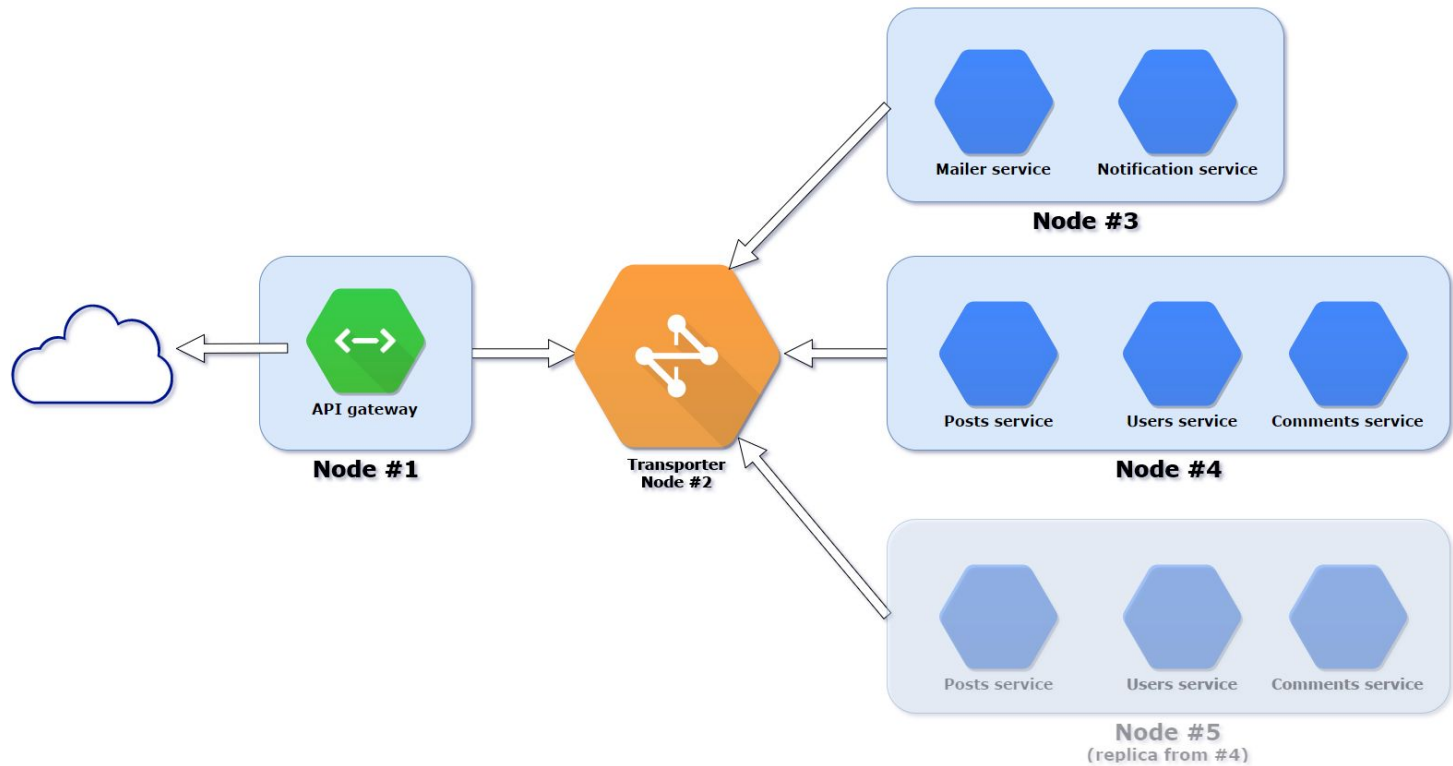 Mailer service
Notification service
Node #3
API gateway
Node #1
Transporter
Node #2
Posts service
Users service
Comments service
Node #4
Posts service
Users service
Comments service
Node #5
(replica from #4)